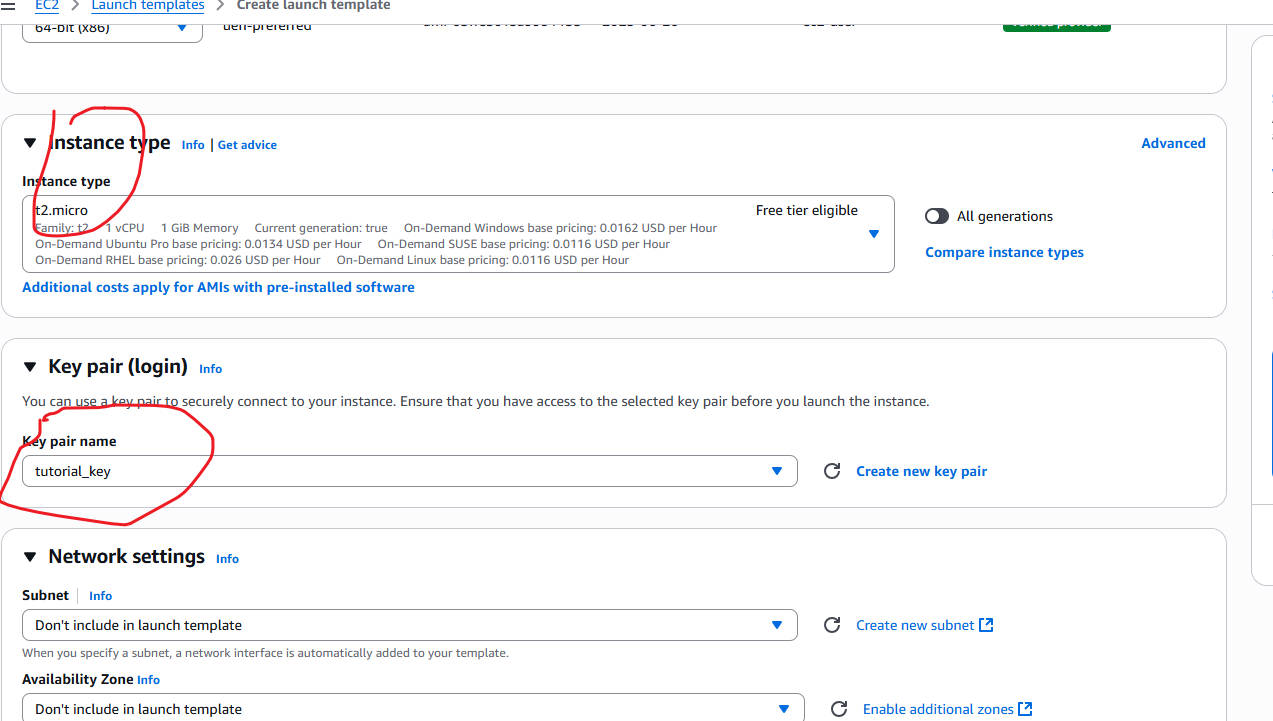 EC2 > Launch templates > Create launch template
64-bit (x86) uefi-preferred ec2-user Verified provider
Instance type Info | Get advice Advanced
Instance type
t2.micro Free tier eligible
Family: t2 1 vCPU 1 GiB Memory Current generation: true On-Demand Windows base pricing: 0.0162 USD per Hour
On-Demand Ubuntu Pro base pricing: 0.0134 USD per Hour On-Demand SUSE base pricing: 0.0116 USD per Hour
On-Demand RHEL base pricing: 0.026 USD per Hour On-Demand Linux base pricing: 0.0116 USD per Hour
All generations
Compare instance types
Additional costs apply for AMIs with pre-installed software
Key pair (login) Info
You can use a key pair to securely connect to your instance. Ensure that you have access to the selected key pair before you launch the instance.
Key pair name
tutorial_key Create new key pair
Network settings Info
Subnet Info
Don't include in launch template Create new subnet
When you specify a subnet, a network interface is automatically added to your template.
Availability Zone Info
Don't include in launch template Enable additional zones